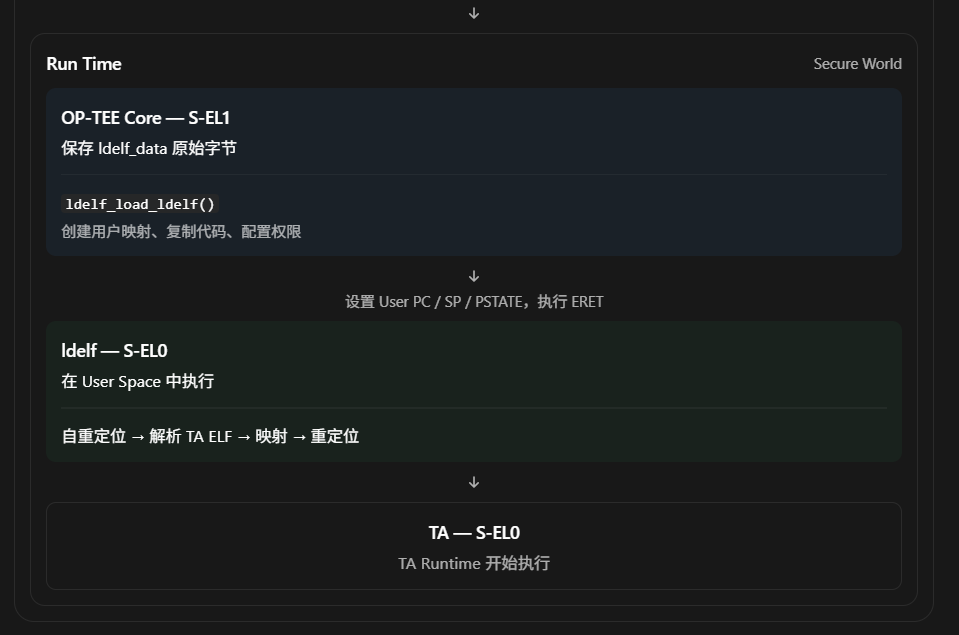 ↓
Run Time
Secure World
OP-TEE Core — S-EL1
保存 ldelf_data 原始字节
ldelf_load_ldelf()
创建用户映射、复制代码、配置权限
↓
设置 User PC / SP / PSTATE，执行 ERET
ldelf — S-EL0
在 User Space 中执行
自重定位 → 解析 TA ELF → 映射 → 重定位
↓
TA — S-EL0
TA Runtime 开始执行